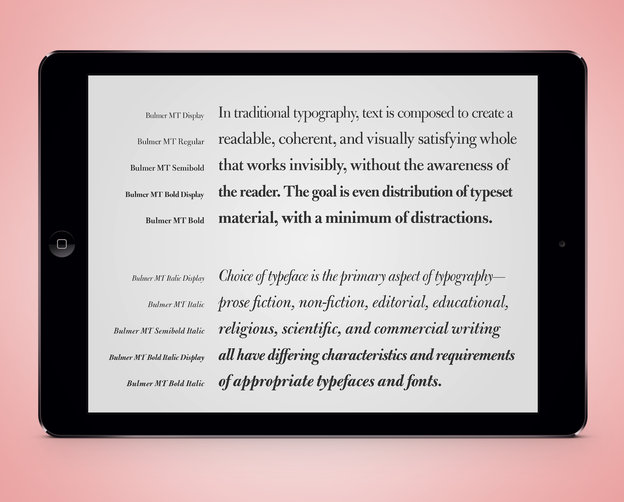 Bulmer MT Display In traditional typography, text is composed to create a
Bulmer MT Regular readable, coherent, and visually satisfying whole
Bulmer MT Semibold that works invisibly, without the awareness of
Bulmer MT Bold Display the reader. The goal is even distribution of typeset
Bulmer MT Bold material, with a minimum of distractions.
Bulmer MT Italic Display Choice of typeface is the primary aspect of typography—
Bulmer MT Italic prose fiction, non-fiction, editorial, educational,
Bulmer MT Semibold Italic religious, scientific, and commercial writing
Bulmer MT Bold Italic Display all have differing characteristics and requirements
Bulmer MT Bold Italic of appropriate typefaces and fonts.